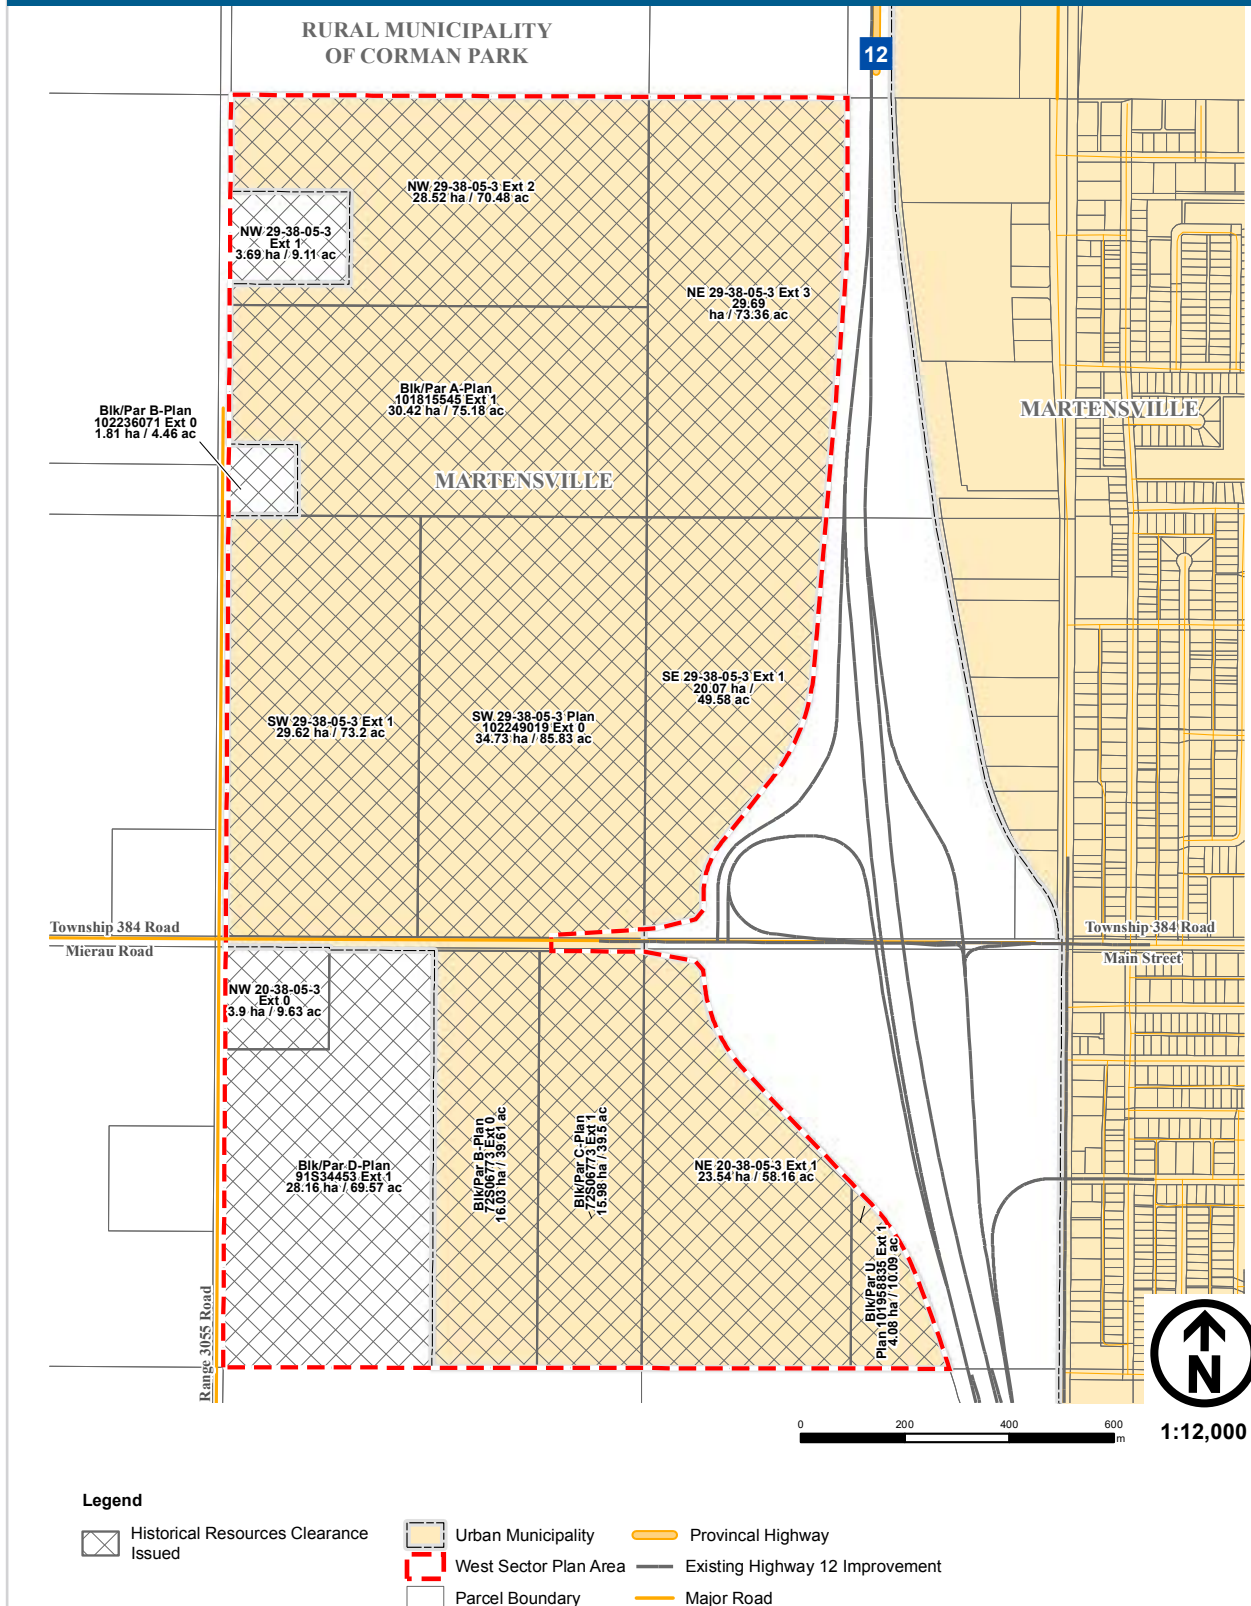 RURAL MUNICIPALITY
OF CORMAN PARK
12
NW 29-38-05-3 Ext 2
28.52 ha / 70.48 ac
NW 29-38-05-3
Ext 1
3.69 ha / 9.11 ac
NE 29-38-05-3 Ext 3
29.69
ha / 73.36 ac
Blk/Par A-Plan
101815545 Ext 1
30.42 ha / 75.18 ac
Blk/Par B-Plan
102236071 Ext 0
1.81 ha / 4.46 ac
MARTENSVILLE
MARTENSVILLE
SE 29-38-05-3 Ext 1
20.07 ha /
49.58 ac
SW 29-38-05-3 Ext 1
29.62 ha / 73.2 ac
SW 29-38-05-3 Plan
102249019 Ext 0
34.73 ha / 85.83 ac
Township 384 Road
Mierau Road
Township 384 Road
Main Street
NW 20-38-05-3
Ext 0
3.9 ha / 9.63 ac
Blk/Par D-Plan
91S34453 Ext 1
28.16 ha / 69.57 ac
Blk/Par B-Plan
72S06773 Ext 0
16.03 ha / 39.61 ac
Blk/Par C-Plan
72S06773 Ext 1
15.98 ha / 39.5 ac
NE 20-38-05-3 Ext 1
23.54 ha / 58.16 ac
Blk/Par U
Plan 101958835 Ext 1
4.08 ha / 10.09 ac
Range 3055 Road
N
0 200 400 600
m
1:12,000
Legend
Historical Resources Clearance
Issued
Urban Municipality
West Sector Plan Area
Parcel Boundary
Provincal Highway
Existing Highway 12 Improvement
Major Road